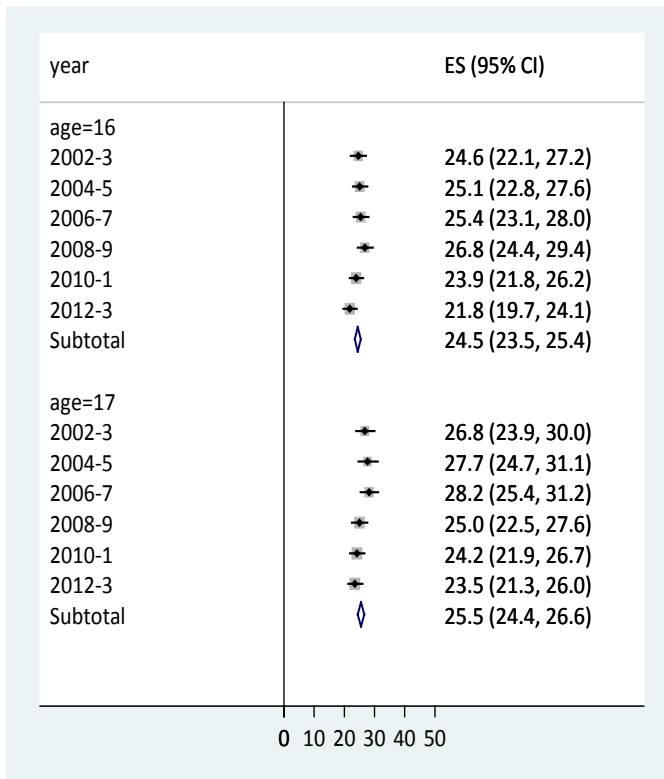 year ES (95% CI)
age=16
2002-3 24.6 (22.1, 27.2)
2004-5 25.1 (22.8, 27.6)
2006-7 25.4 (23.1, 28.0)
2008-9 26.8 (24.4, 29.4)
2010-1 23.9 (21.8, 26.2)
2012-3 21.8 (19.7, 24.1)
Subtotal 24.5 (23.5, 25.4)
age=17
2002-3 26.8 (23.9, 30.0)
2004-5 27.7 (24.7, 31.1)
2006-7 28.2 (25.4, 31.2)
2008-9 25.0 (22.5, 27.6)
2010-1 24.2 (21.9, 26.7)
2012-3 23.5 (21.3, 26.0)
Subtotal 25.5 (24.4, 26.6)
0 10 20 30 40 50